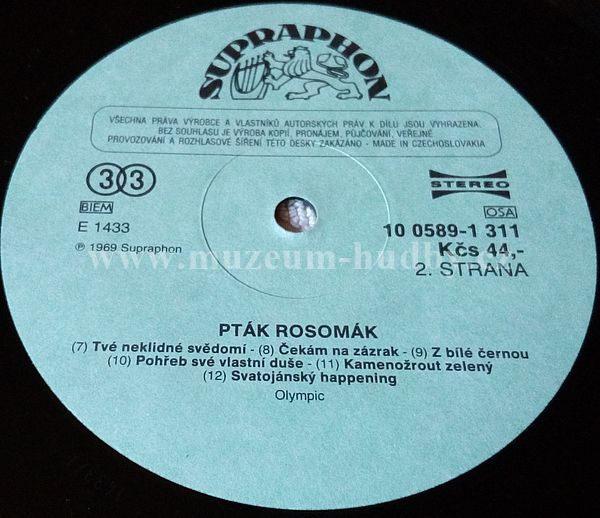 SUPRAPHON
VŠECHNA PRÁVA VÝROBCE A VLASTNÍKŮ AUTORSKÝCH PRÁV K DÍLU JSOU VYHRAZENA.
BEZ SOUHLASU JE VÝROBA KOPIÍ, PRONÁJEM, PŮJČOVÁNÍ, VEŘEJNÉ
PROVOZOVÁNÍ A ROZHLASOVÉ ŠÍŘENÍ TÉTO DESKY ZAKÁZÁNO - MADE IN CZECHOSLOVAKIA
33 STEREO
BIEM OSA
E 1433 10 0589-1 311
℗ 1969 Supraphon Kčs 44,-
www.muzeum-hudby.cz
2. STRANA
PTÁK ROSOMÁK
(7) Tvé neklidné svědomí - (8) Čekám na zázrak - (9) Z bílé černou
(10) Pohřeb své vlastní duše - (11) Kamenožrout zelený
(12) Svatojánský happening
Olympic